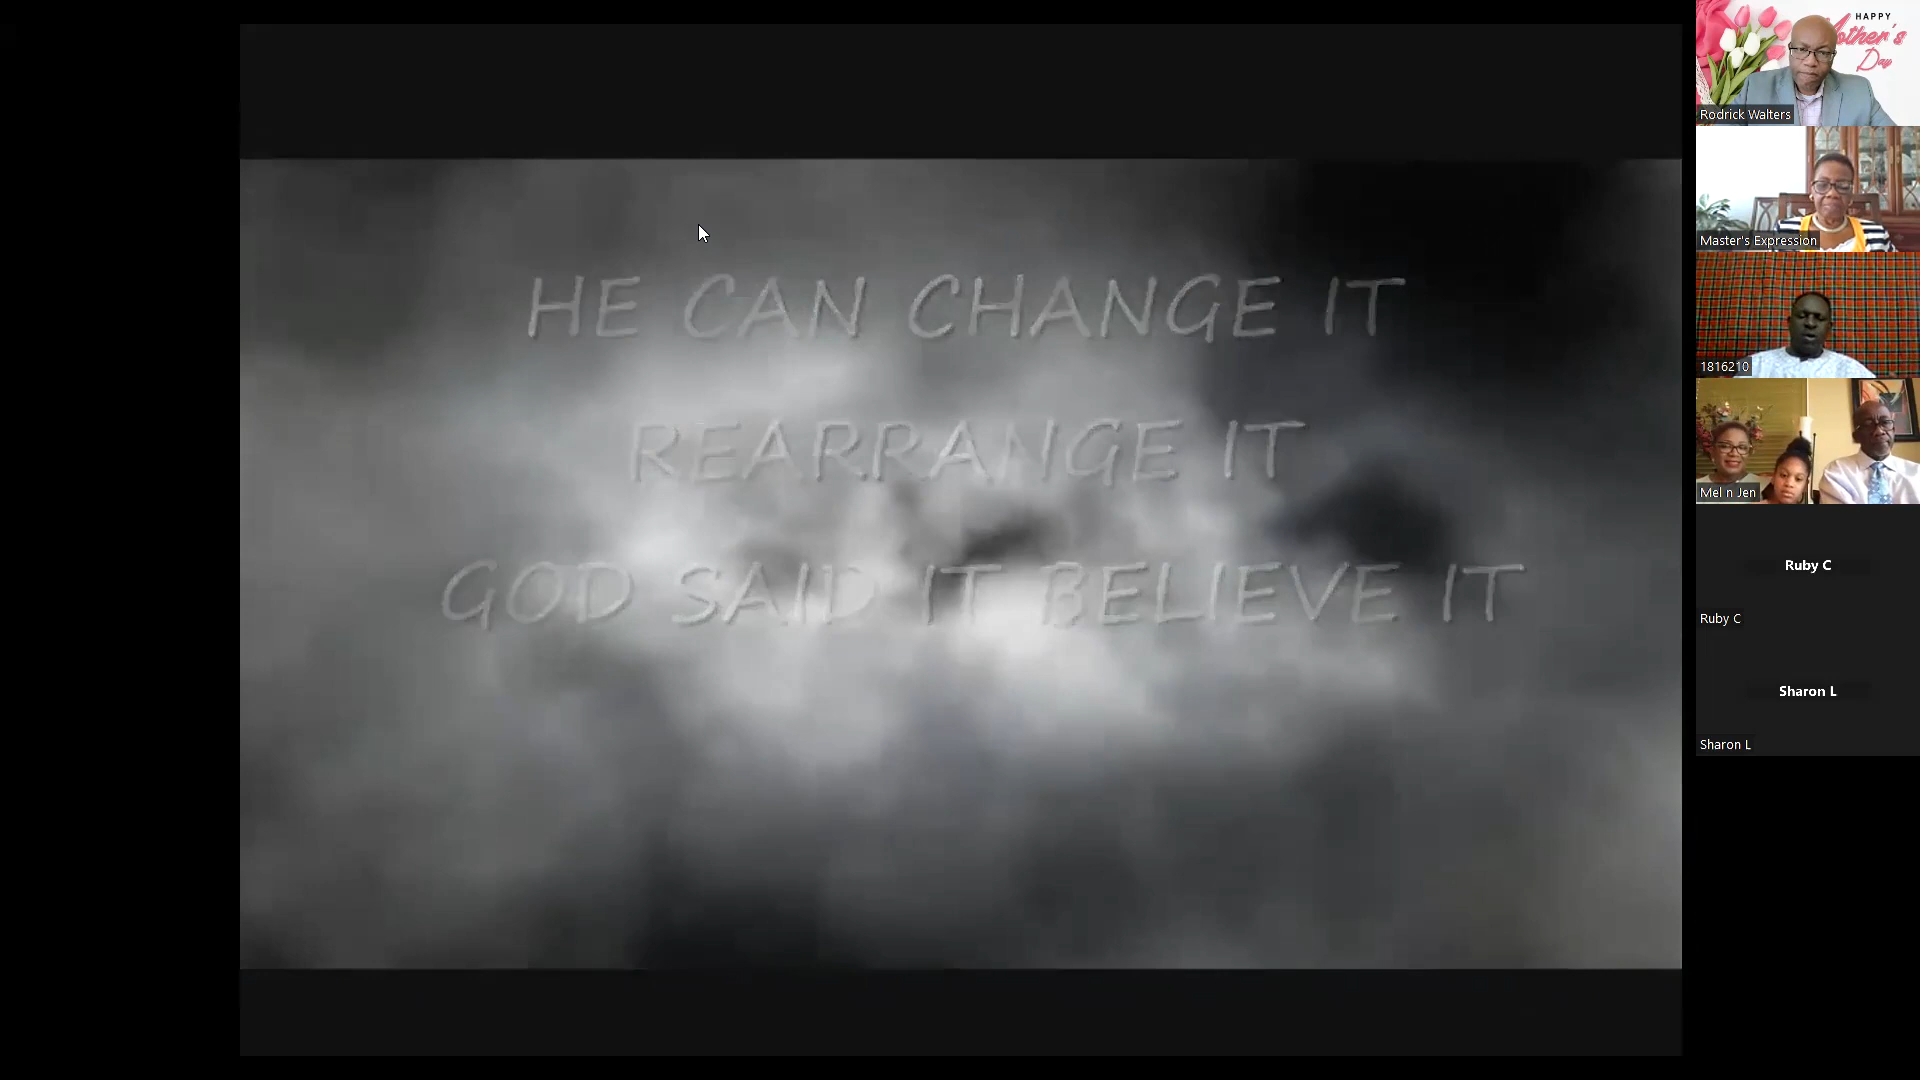 HE CAN CHANGE IT
REARRANGE IT
GOD SAID IT BELIEVE IT
HAPPY
Mother's
Day
Rodrick Walters
Master's Expression
1816210
Mel n Jen
Ruby C
Ruby C
Sharon L
Sharon L